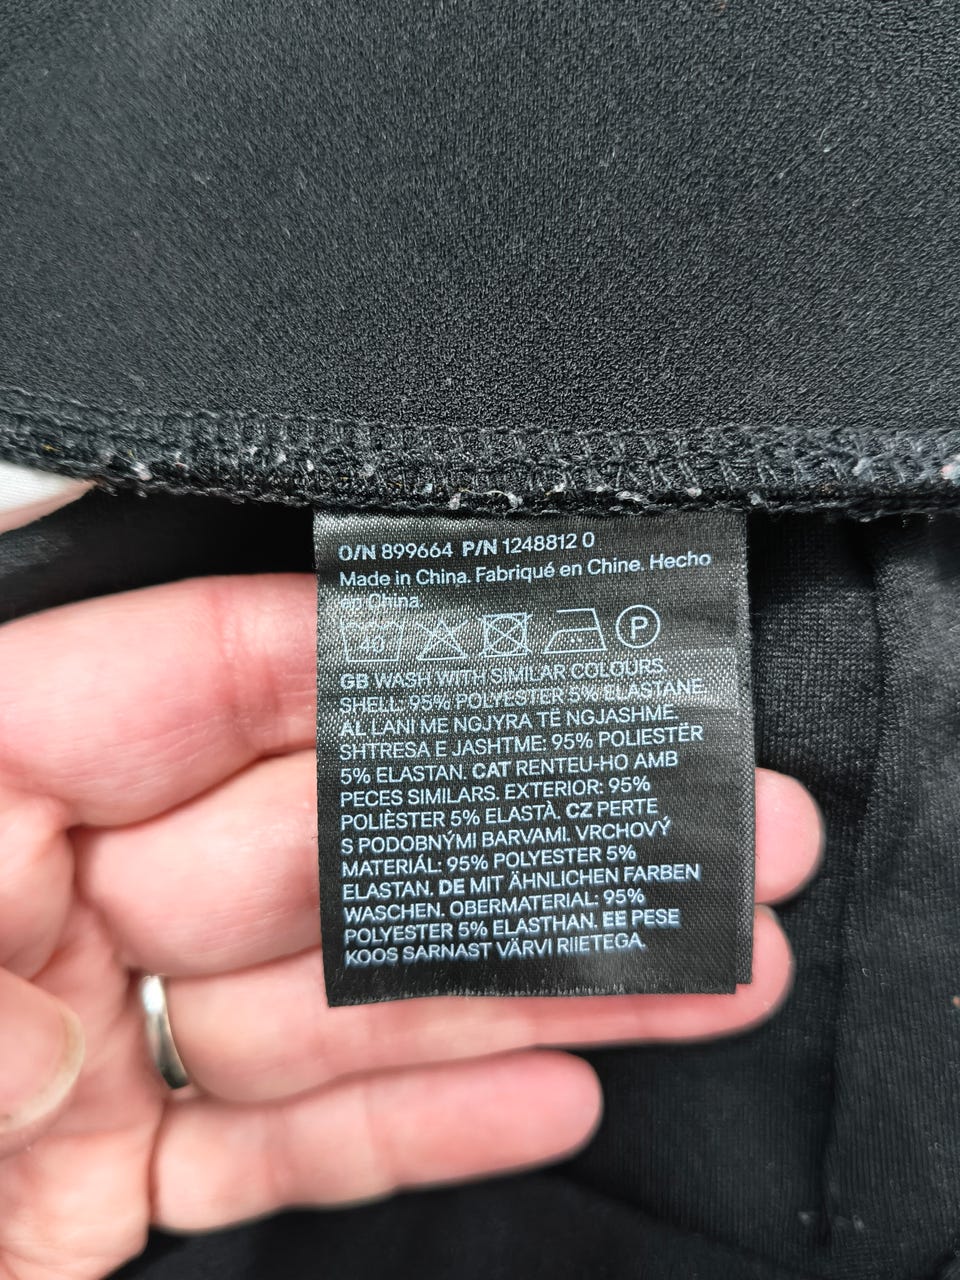 O/N 899664 P/N 1248812 0
Made in China. Fabriqué en Chine. Hecho
en China.
40
P
GB WASH WITH SIMILAR COLOURS.
SHELL: 95% POLYESTER 5% ELASTANE.
AL LANI ME NGJYRA TË NGJASHME.
SHTRESA E JASHTME: 95% POLIESTËR
5% ELASTAN. CAT RENTEU-HO AMB
PECES SIMILARS. EXTERIOR: 95%
POLIÈSTER 5% ELASTÀ. CZ PERTE
S PODOBNÝMI BARVAMI. VRCHOVÝ
MATERIÁL: 95% POLYESTER 5%
ELASTAN. DE MIT ÄHNLICHEN FARBEN
WASCHEN. OBERMATERIAL: 95%
POLYESTER 5% ELASTHAN. EE PESE
KOOS SARNAST VÄRVI RIIETEGA.